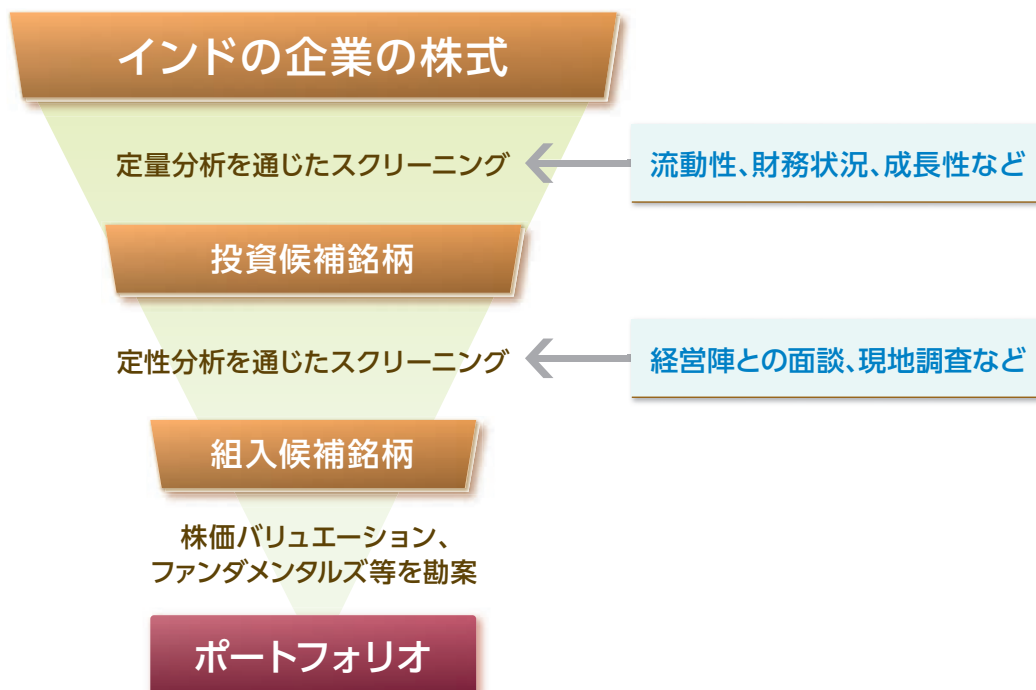 インドの企業の株式
定量分析を通じたスクリーニング
流動性、財務状況、成長性など
投資候補銘柄
定性分析を通じたスクリーニング
経営陣との面談、現地調査など
組入候補銘柄
株価バリュエーション、
ファンダメンタルズ等を勘案
ポートフォリオ